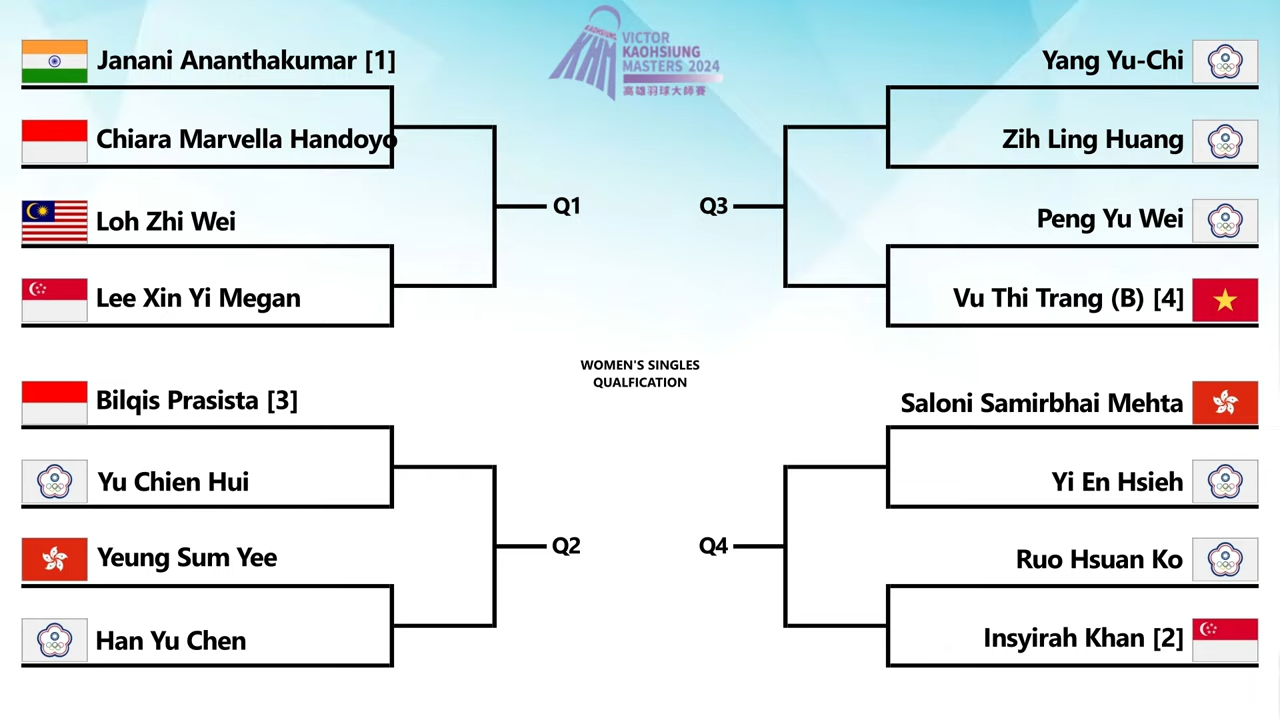 KAOHSIUNG
KHM
VICTOR
KAOHSIUNG
MASTERS 2024
高雄羽球大師賽
Janani Ananthakumar [1]
Chiara Marvella Handoyo
Loh Zhi Wei
Lee Xin Yi Megan
Q1
Bilqis Prasista [3]
Yu Chien Hui
Yeung Sum Yee
Han Yu Chen
Q2
WOMEN'S SINGLES
QUALFICATION
Yang Yu-Chi
Zih Ling Huang
Peng Yu Wei
Vu Thi Trang (B) [4]
Q3
Saloni Samirbhai Mehta
Yi En Hsieh
Ruo Hsuan Ko
Insyirah Khan [2]
Q4